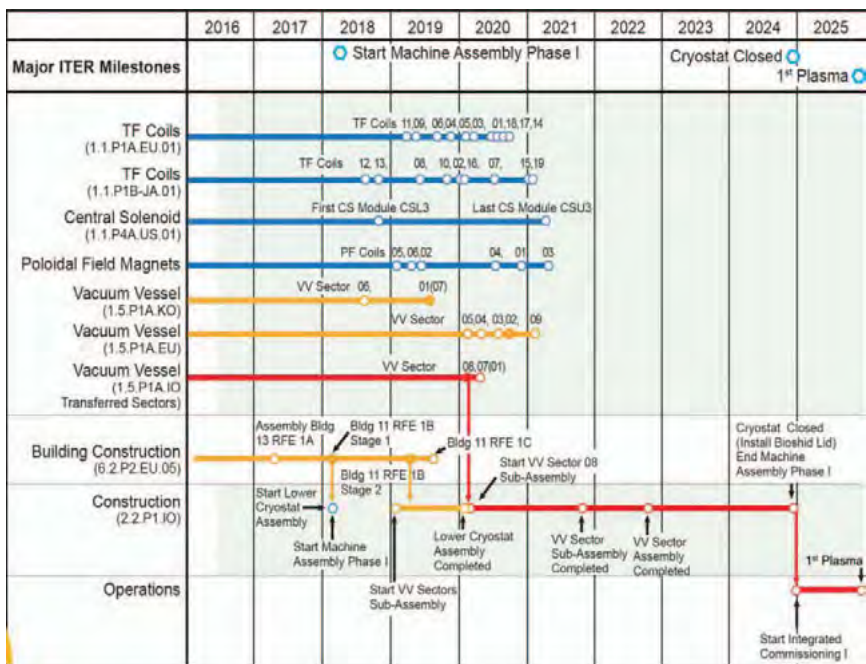 2016 2017 2018 2019 2020 2021 2022 2023 2024 2025
Major ITER Milestones
Start Machine Assembly Phase I
Cryostat Closed
1st Plasma
TF Coils
(1.1.P1A.EU.01)
TF Coils 11,09, 06,04, 05,03, 01,18,17,14
TF Coils
(1.1.P1B-JA.01)
TF Coils 12, 13, 08, 10, 02,16, 07, 15,19
Central Solenoid
(1.1.P4A.US.01)
First CS Module CSL3
Last CS Module CSU3
Poloidal Field Magnets
PF Coils 05, 06,02 04, 01 03
Vacuum Vessel
(1.5.P1A.KO)
VV Sector 06, 01(07)
Vacuum Vessel
(1.5.P1A.EU)
VV Sector 05,04, 03,02, 09
Vacuum Vessel
(1.5.P1A.IO
Transferred Sectors)
VV Sector 08,07(01)
Building Construction
(6.2.P2.EU.05)
Assembly Bldg
13 RFE 1A
Bldg 11 RFE 1B
Stage 1
Bldg 11 RFE 1C
Bldg 11 RFE 1B
Stage 2
Start VV Sector 08
Sub-Assembly
Cryostat Closed
(Install Bioshid Lid)
End Machine
Assembly Phase I
Construction
(2.2.P1.IO)
Start Lower
Cryostal
Assembly
Start Machine
Assembly Phase I
Start VV Sectors
Sub-Assembly
Lower Cryostat
Assembly
Completed
VV Sector
Sub-Assembly
Completed
VV Sector
Assembly
Completed
Operations
1st Plasma
Start Integrated
Commissioning I